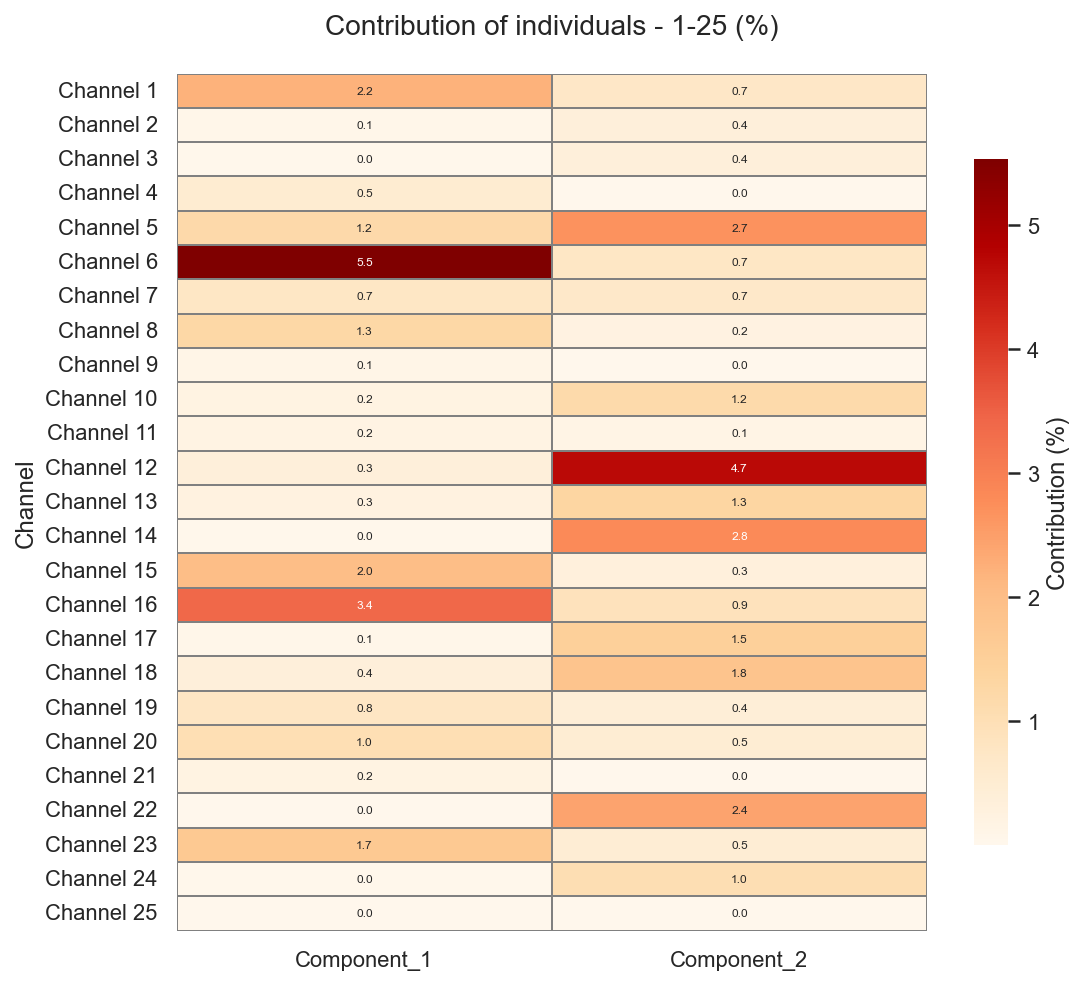 Contribution of individuals - 1-25 (%)
Channel 1 2.2 0.7
Channel 2 0.1 0.4
Channel 3 0.0 0.4
Channel 4 0.5 0.0
Channel 5 1.2 2.7
Channel 6 5.5 0.7
Channel 7 0.7 0.7
Channel 8 1.3 0.2
Channel 9 0.1 0.0
Channel 10 0.2 1.2
Channel 11 0.2 0.1
Channel 12 0.3 4.7
Channel 13 0.3 1.3
Channel 14 0.0 2.8
Channel 15 2.0 0.3
Channel 16 3.4 0.9
Channel 17 0.1 1.5
Channel 18 0.4 1.8
Channel 19 0.8 0.4
Channel 20 1.0 0.5
Channel 21 0.2 0.0
Channel 22 0.0 2.4
Channel 23 1.7 0.5
Channel 24 0.0 1.0
Channel 25 0.0 0.0
Component_1 Component_2
Channel
5
4
3
2
1
Contribution (%)